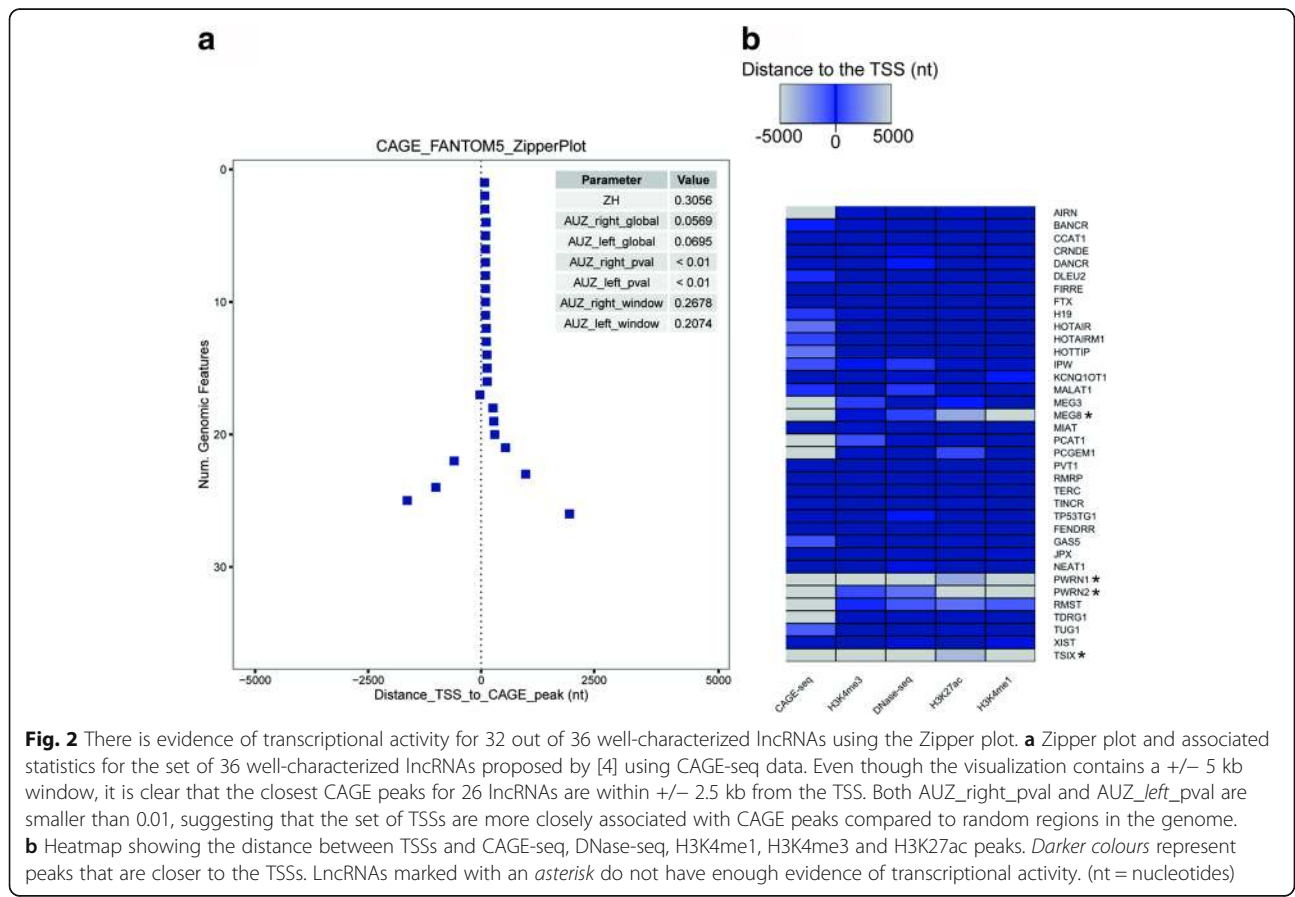 a
b
Distance to the TSS (nt)
-5000
0
5000
CAGE_FANTOM5_ZipperPlot
Parameter Value
ZH 0.3056
AUZ_right_global 0.0569
AUZ_left_global 0.0695
AUZ_right_pval < 0.01
AUZ_left_pval < 0.01
AUZ_right_window 0.2678
AUZ_left_window 0.2074
0
10
20
30
Num. Genomic Features
−5000
−2500
0
2500
5000
Distance_TSS_to_CAGE_peak (nt)
AIRN
BANCR
CCAT1
CRNDE
DANCR
DLEU2
FIRRE
FTX
H19
HOTAIR
HOTAIRM1
HOTTIP
IPW
KCNQ1OT1
MALAT1
MEG3
MEG8 *
MIAT
PCAT1
PCGEM1
PVT1
RMRP
TERC
TINCR
TP53TG1
FENDRR
GAS5
JPX
NEAT1
PWRN1 *
PWRN2 *
RMST
TDRG1
TUG1
XIST
TSIX *
CAGE-seq
H3K4me3
DNase-seq
H3K27ac
H3K4me1
Fig. 2 There is evidence of transcriptional activity for 32 out of 36 well-characterized lncRNAs using the Zipper plot. a Zipper plot and associated
statistics for the set of 36 well-characterized lncRNAs proposed by [4] using CAGE-seq data. Even though the visualization contains a +/− 5 kb
window, it is clear that the closest CAGE peaks for 26 lncRNAs are within +/− 2.5 kb from the TSS. Both AUZ_right_pval and AUZ_left_pval are
smaller than 0.01, suggesting that the set of TSSs are more closely associated with CAGE peaks compared to random regions in the genome.
b Heatmap showing the distance between TSSs and CAGE-seq, DNase-seq, H3K4me1, H3K4me3 and H3K27ac peaks. Darker colours represent
peaks that are closer to the TSSs. LncRNAs marked with an asterisk do not have enough evidence of transcriptional activity. (nt = nucleotides)